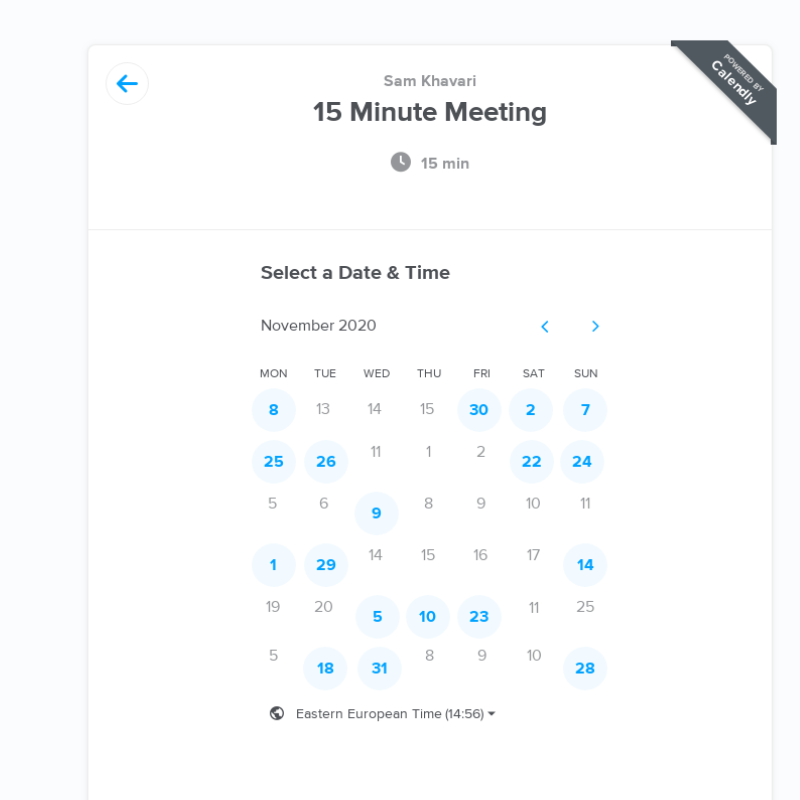 POWERED BY
Calendly
Sam Khavari
15 Minute Meeting
15 min
Select a Date & Time
November 2020
MON TUE WED THU FRI SAT SUN
8 13 14 15 30 2 7
25 26 11 1 2 22 24
5 6 9 8 9 10 11
1 29 14 15 16 17 14
19 20 5 10 23 11 25
5 18 31 8 9 10 28
Eastern European Time (14:56)